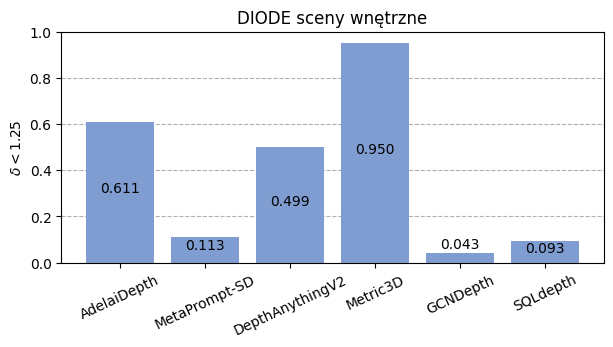 DIODE sceny wnętrzne
δ < 1.25
1.0
0.8
0.6
0.4
0.2
0.0
0.611
0.113
0.499
0.950
0.043
0.093
AdelaiDepth
MetaPrompt-SD
DepthAnythingV2
Metric3D
GCNDepth
SQLdepth